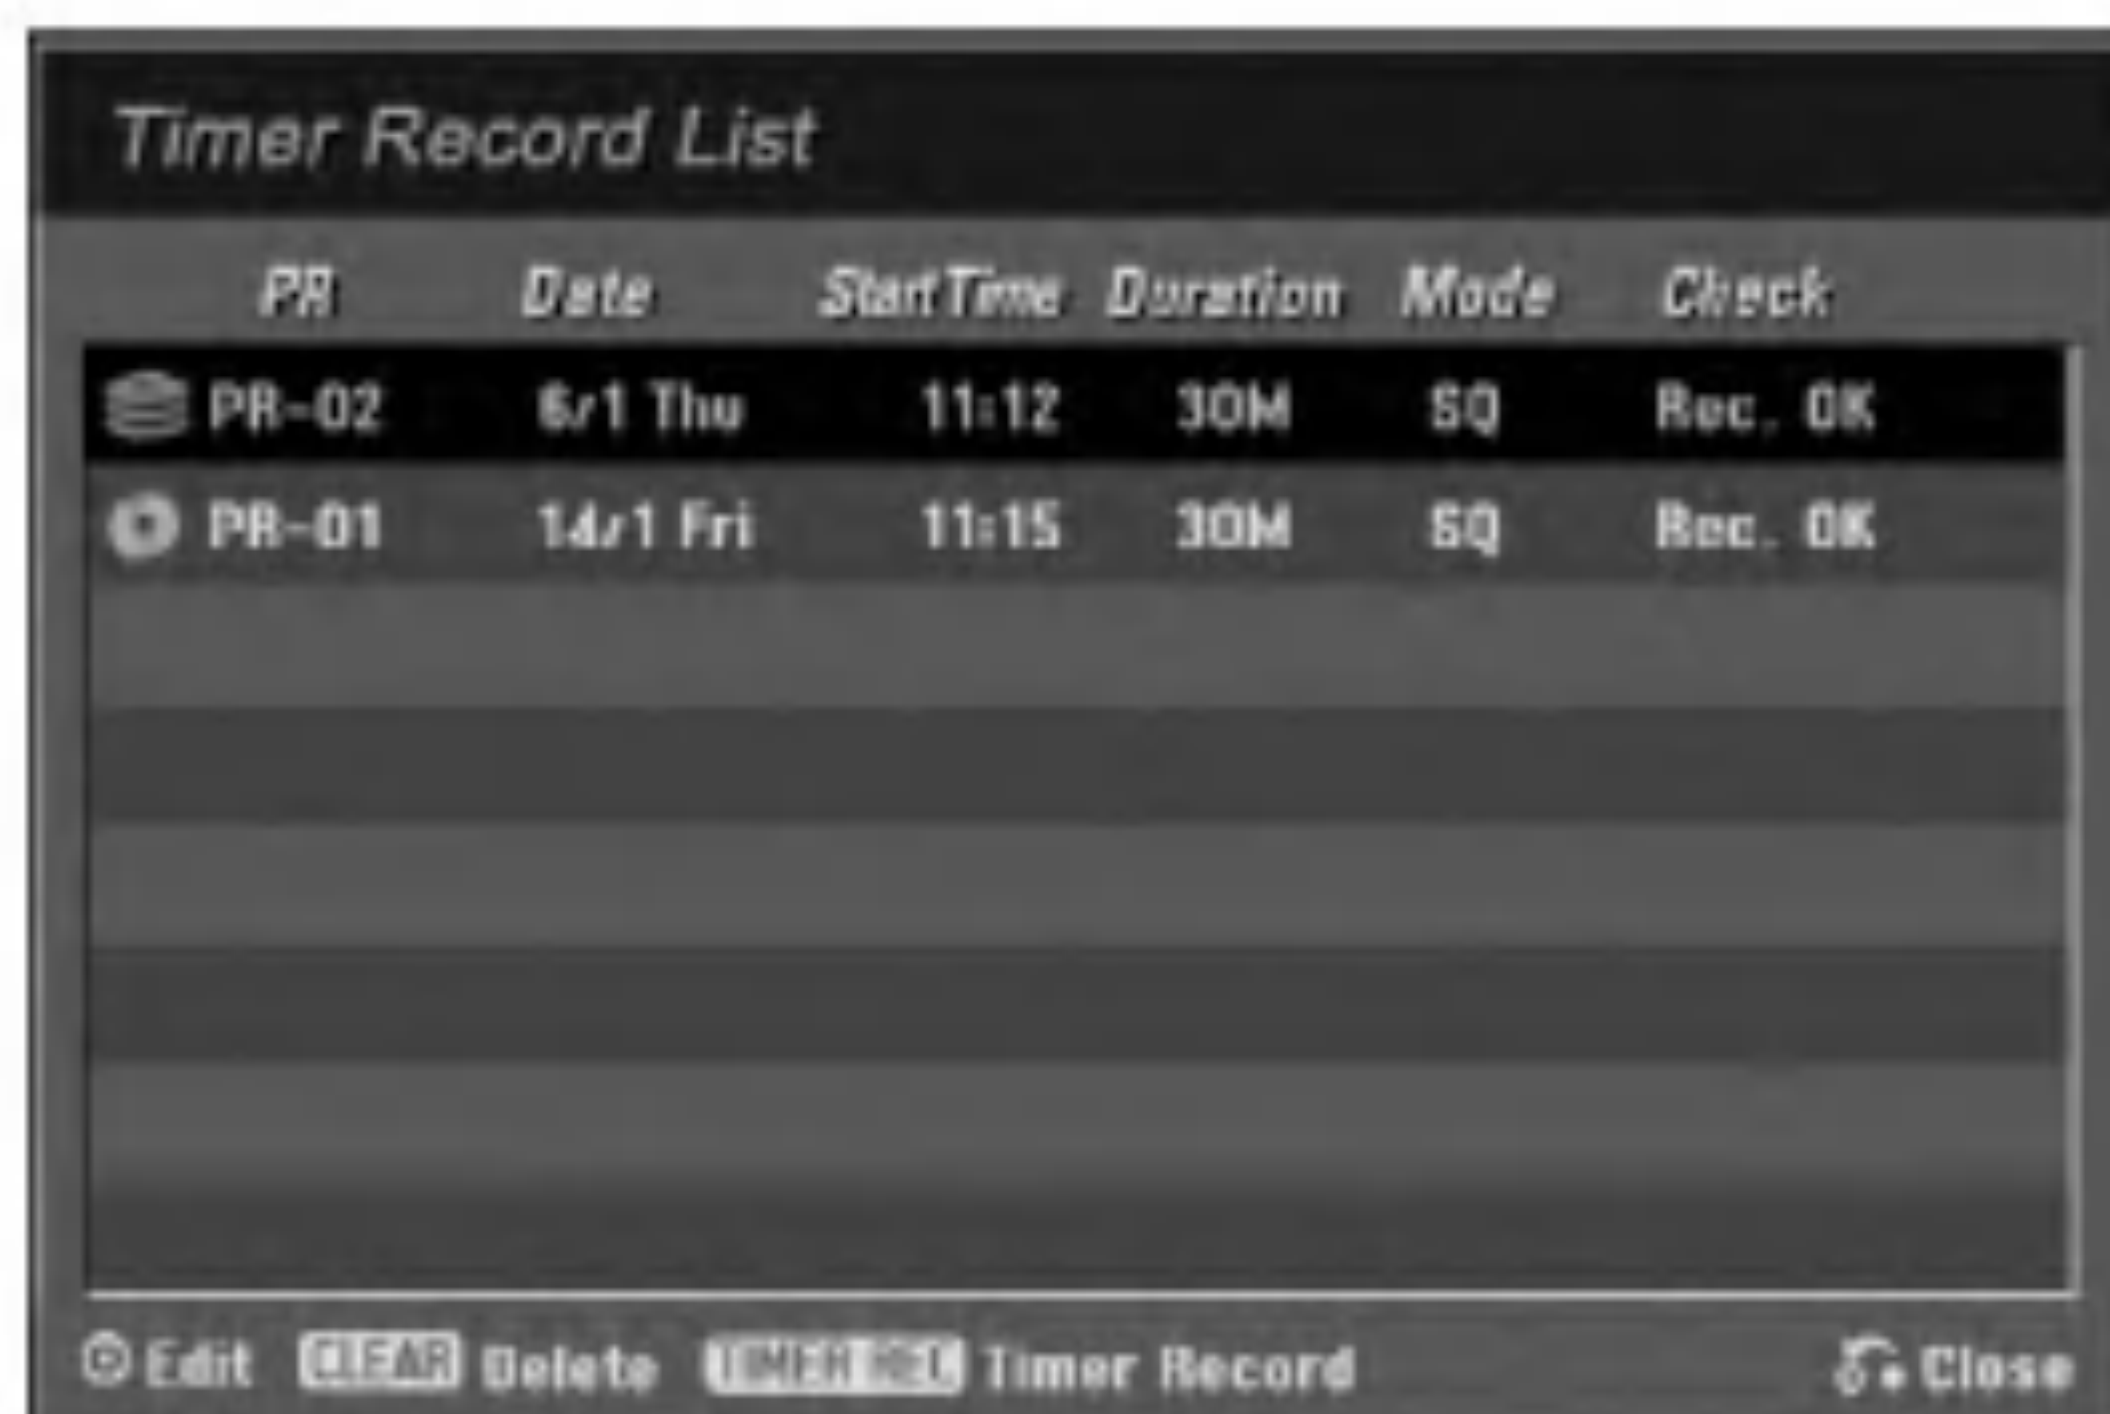 Timer Record List
PR Date Start Time Duration Mode Check
PR-02 6/1 Thu 11:12 30M SQ Rec. OK
PR-01 14/1 Fri 11:15 30M SQ Rec. OK
Edit CLEAR Delete TIMER REC Timer Record Close